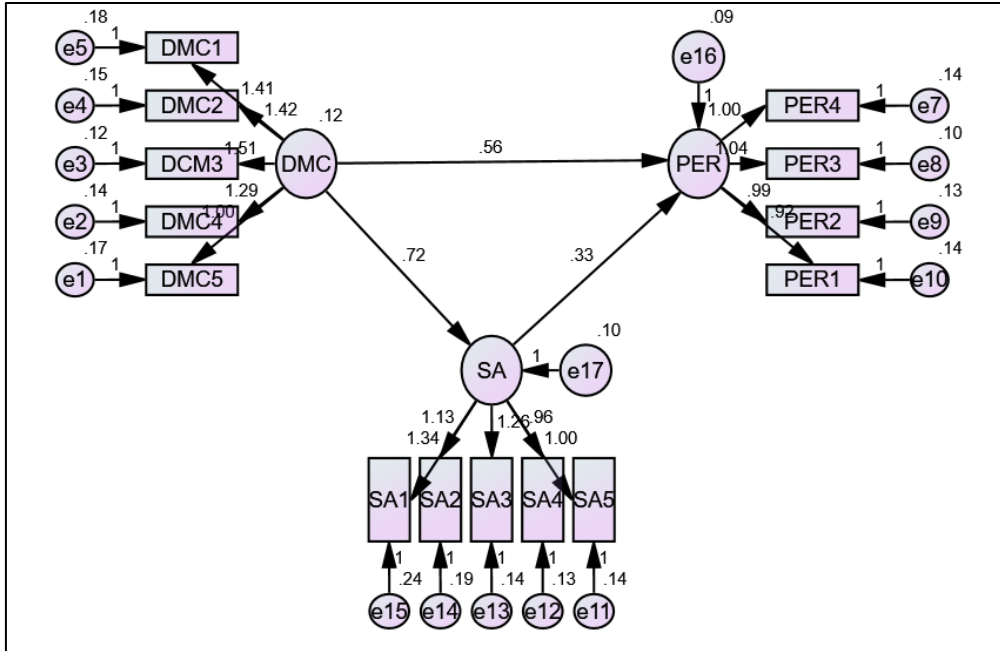 .18
e5 1 DMC1
.15
e4 1 DMC2
.12
e3 1 DCM3
.14
e2 1 DMC4
.17
e1 1 DMC5
1.41
1.42
1.51
1.29
1.00
.12
DMC
.56
.72
.33
.09
e16
1
PER
1.00
1.04
.99
.92
.14
PER4 1 e7
.10
PER3 1 e8
.13
PER2 1 e9
.14
PER1 1 e10
.10
SA 1 e17
1.13 1.26 .96
1.34 1.00
SA1 SA2 SA3 SA4 SA5
1 1 1 1 1
.24 .19 .14 .13 .14
e15 e14 e13 e12 e11